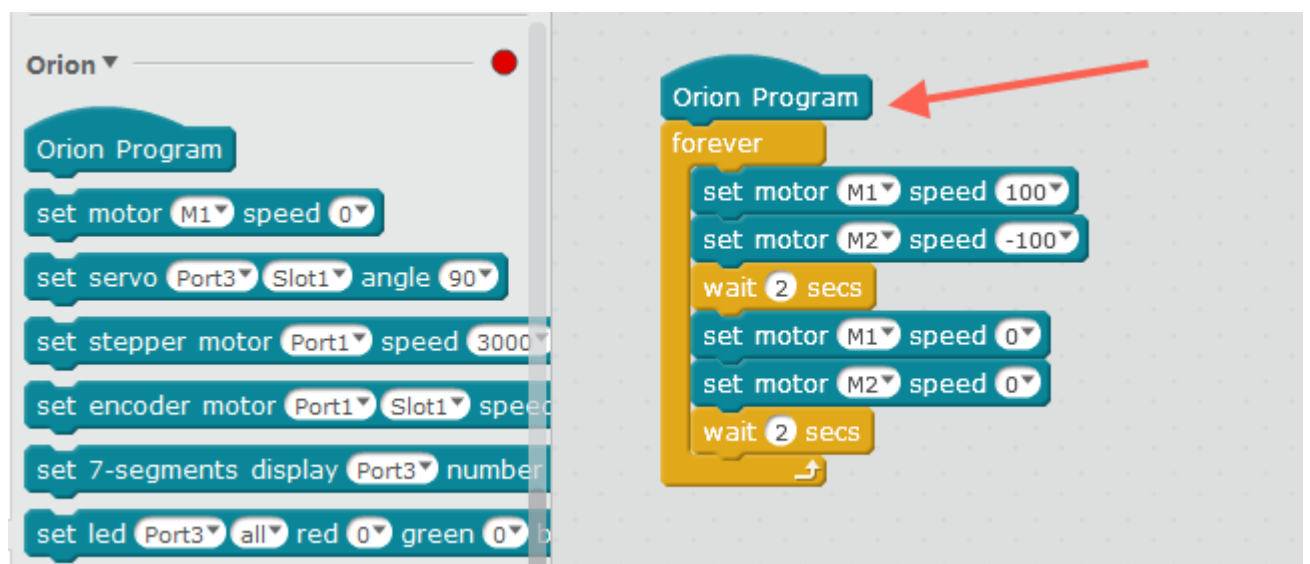 Orion
Orion Program
set motor M1 speed 0
set servo Port3 Slot1 angle 90
set stepper motor Port1 speed 3000
set encoder motor Port1 Slot1 speed
set 7-segments display Port3 number
set led Port3 all red 0 green 0 b
Orion Program
forever
set motor M1 speed 100
set motor M2 speed -100
wait 2 secs
set motor M1 speed 0
set motor M2 speed 0
wait 2 secs